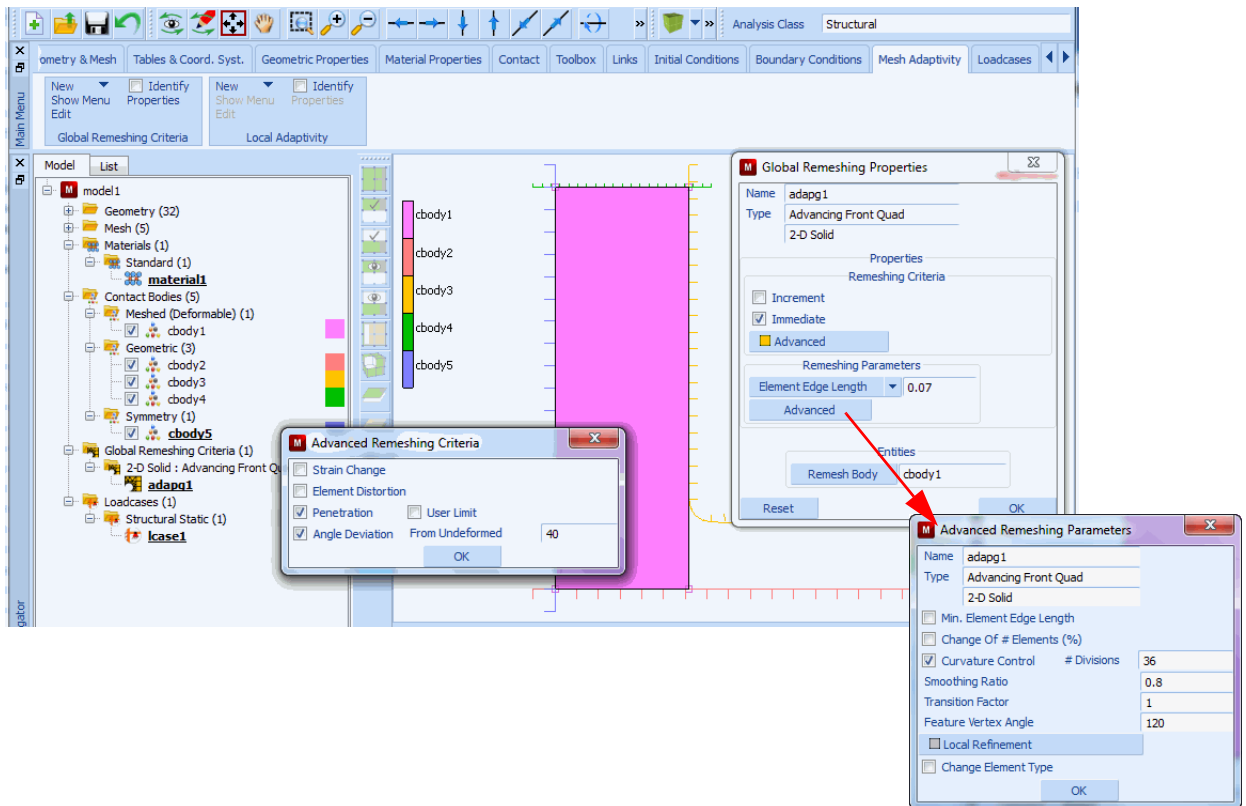 Analysis Class Structural
ometry & Mesh Tables & Coord. Syst. Geometric Properties Material Properties Contact Toolbox Links Initial Conditions Boundary Conditions Mesh Adaptivity Loadcases
New Identify
Show Menu Properties
Edit
Global Remeshing Criteria
New Identify
Show Menu Properties
Edit
Local Adaptivity
Main Menu
Model List
model1
Geometry (32)
Mesh (5)
Materials (1)
Standard (1)
material1
Contact Bodies (5)
Meshed (Deformable) (1)
cbody1
Geometric (3)
cbody2
cbody3
cbody4
Symmetry (1)
cbody5
Global Remeshing Criteria (1)
2-D Solid : Advancing Front Qu
adapg1
Loadcases (1)
Structural Static (1)
lcase1
gator
cbody1
cbody2
cbody3
cbody4
cbody5
M Advanced Remeshing Criteria
Strain Change
Element Distortion
Penetration User Limit
Angle Deviation From Undeformed 40
OK
M Global Remeshing Properties
Name adapg1
Type Advancing Front Quad
2-D Solid
Properties
Remeshing Criteria
Increment
Immediate
Advanced
Remeshing Parameters
Element Edge Length 0.07
Advanced
Entities
Remesh Body cbody1
Reset OK
M Advanced Remeshing Parameters
Name adapg1
Type Advancing Front Quad
2-D Solid
Min. Element Edge Length
Change Of # Elements (%)
Curvature Control # Divisions 36
Smoothing Ratio 0.8
Transition Factor 1
Feature Vertex Angle 120
Local Refinement
Change Element Type
OK